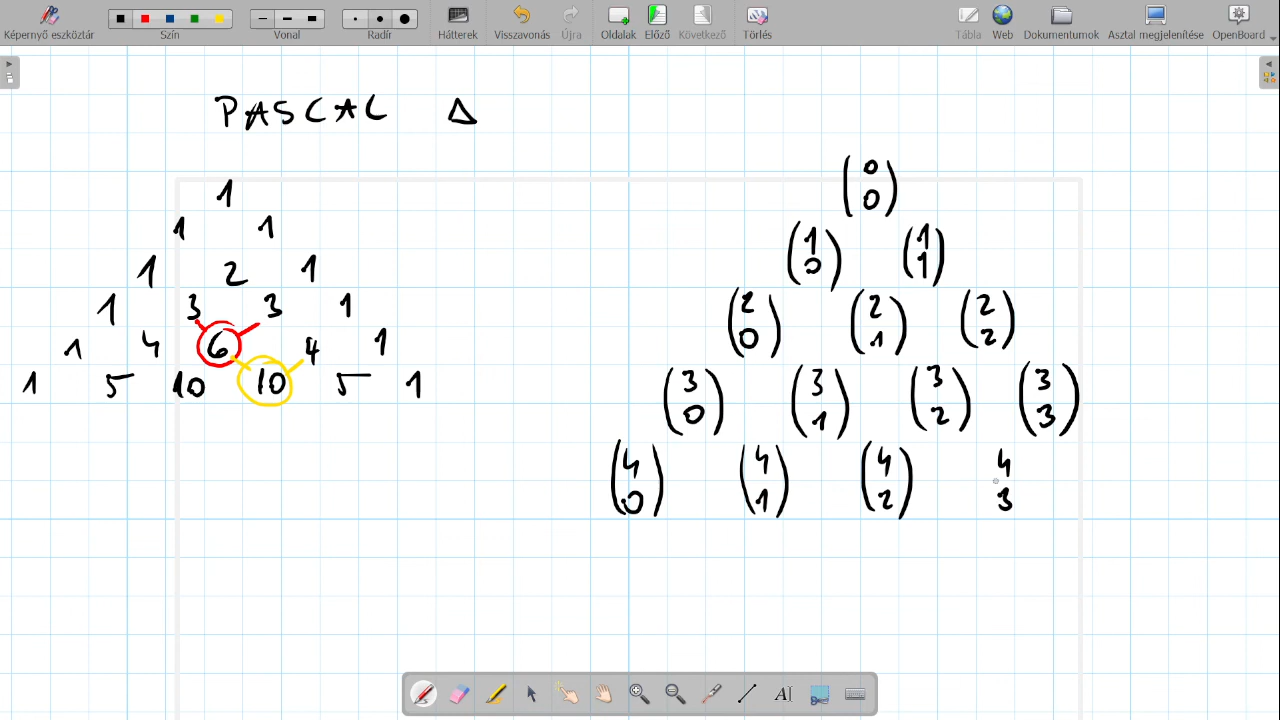 Képernyő eszköztár Szín Vonal Radír Hátterek Visszavonás Újra Oldalak Előző Következő Törlés Tábla Web Dokumentumok Asztal megjelenítése OpenBoard
PASCAL Δ
1
1 1
1 2 1
1 3 3 1
1 4 6 4 1
1 5 10 10 5 1
(0 0)
(1 0) (1 1)
(2 0) (2 1) (2 2)
(3 0) (3 1) (3 2) (3 3)
(4 0) (4 1) (4 2) 4 3
A